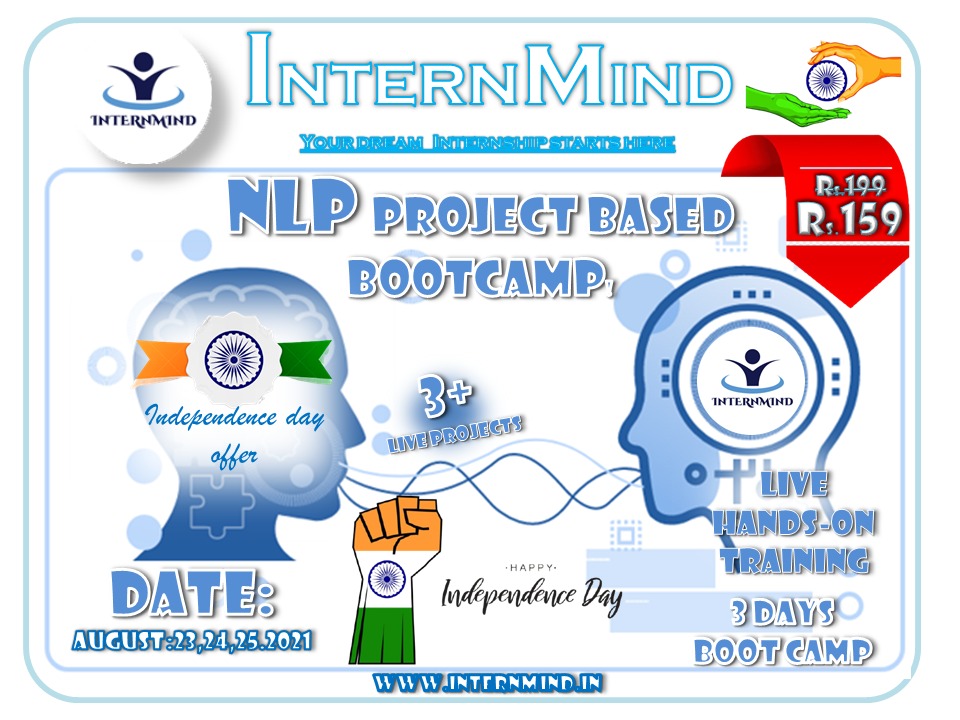 INTERNMIND
INTERNMIND
YOUR DREAM INTERNSHIP STARTS HERE
Rs.199
Rs.159
NLP PROJECT BASED
BOOTCAMP!
Independence day
offer
3+
LIVE PROJECTS
INTERNMIND
LIVE
HANDS-ON
TRAINING
·HAPPY·
Independence Day
DATE:
AUGUST:23,24,25.2021
3 DAYS
BOOT CAMP
WWW.INTERNMIND.IN